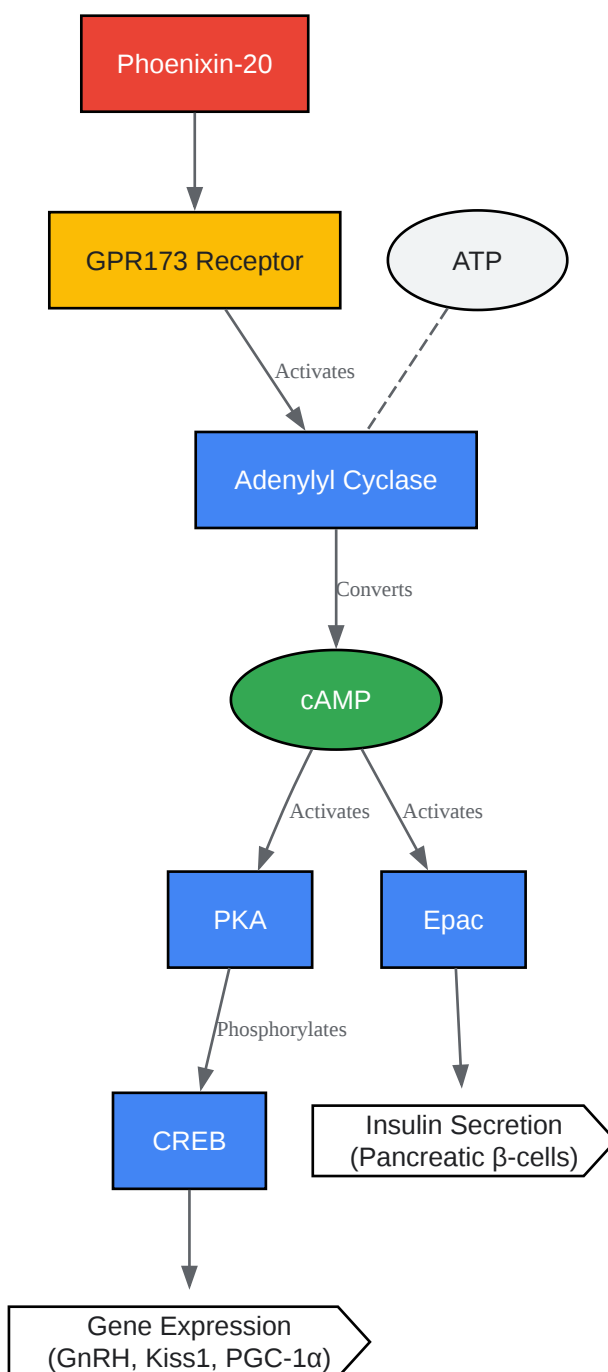 Phoenixin-20
GPR173 Receptor
ATP
Activates
Adenylyl Cyclase
Converts
cAMP
Activates
Activates
PKA
Epac
Phosphorylates
CREB
Insulin Secretion
(Pancreatic β-cells)
Gene Expression
(GnRH, Kiss1, PGC-1α)